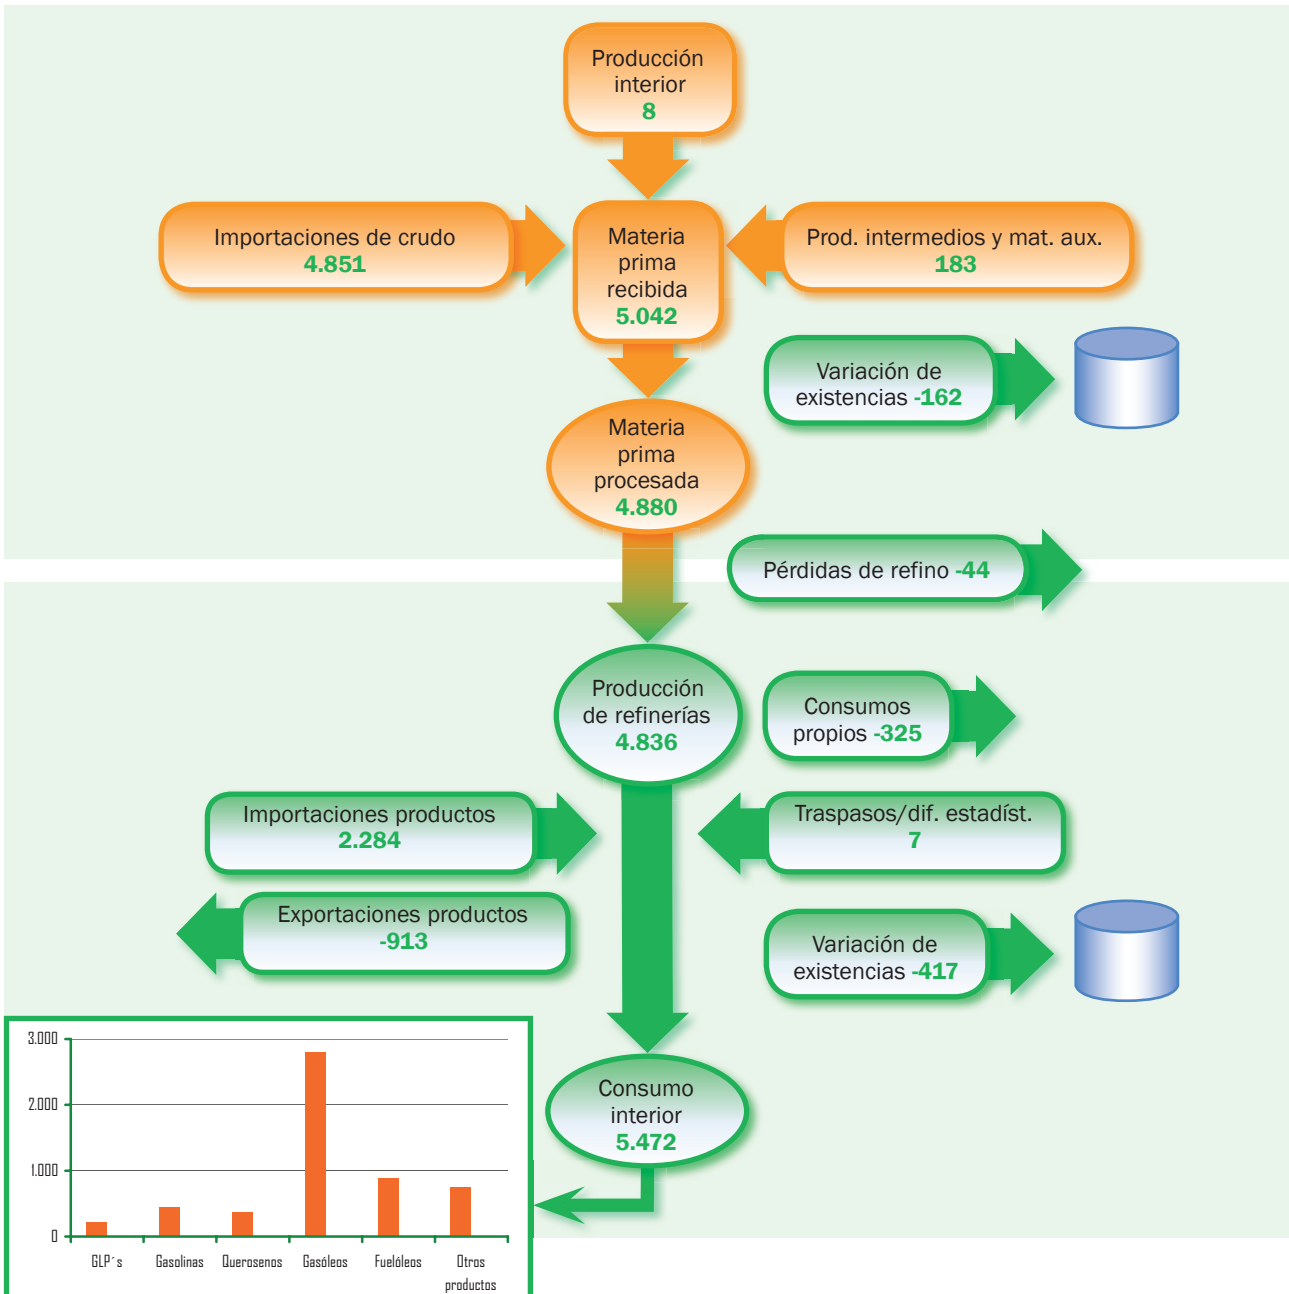 Producción
interior
8
Importaciones de crudo
4.851
Materia
prima
recibida
5.042
Prod. intermedios y mat. aux.
183
Variación de
existencias -162
Materia
prima
procesada
4.880
Pérdidas de refino -44
Producción
de refinerías
4.836
Consumos
propios -325
Importaciones productos
2.284
Traspasos/dif. estadíst.
7
Exportaciones productos
-913
Variación de
existencias -417
Consumo
interior
5.472
3.000
2.000
1.000
0
GLP´s
Gasolinas
Querosenos
Gasóleos
Fuelóleos
Otros
productos